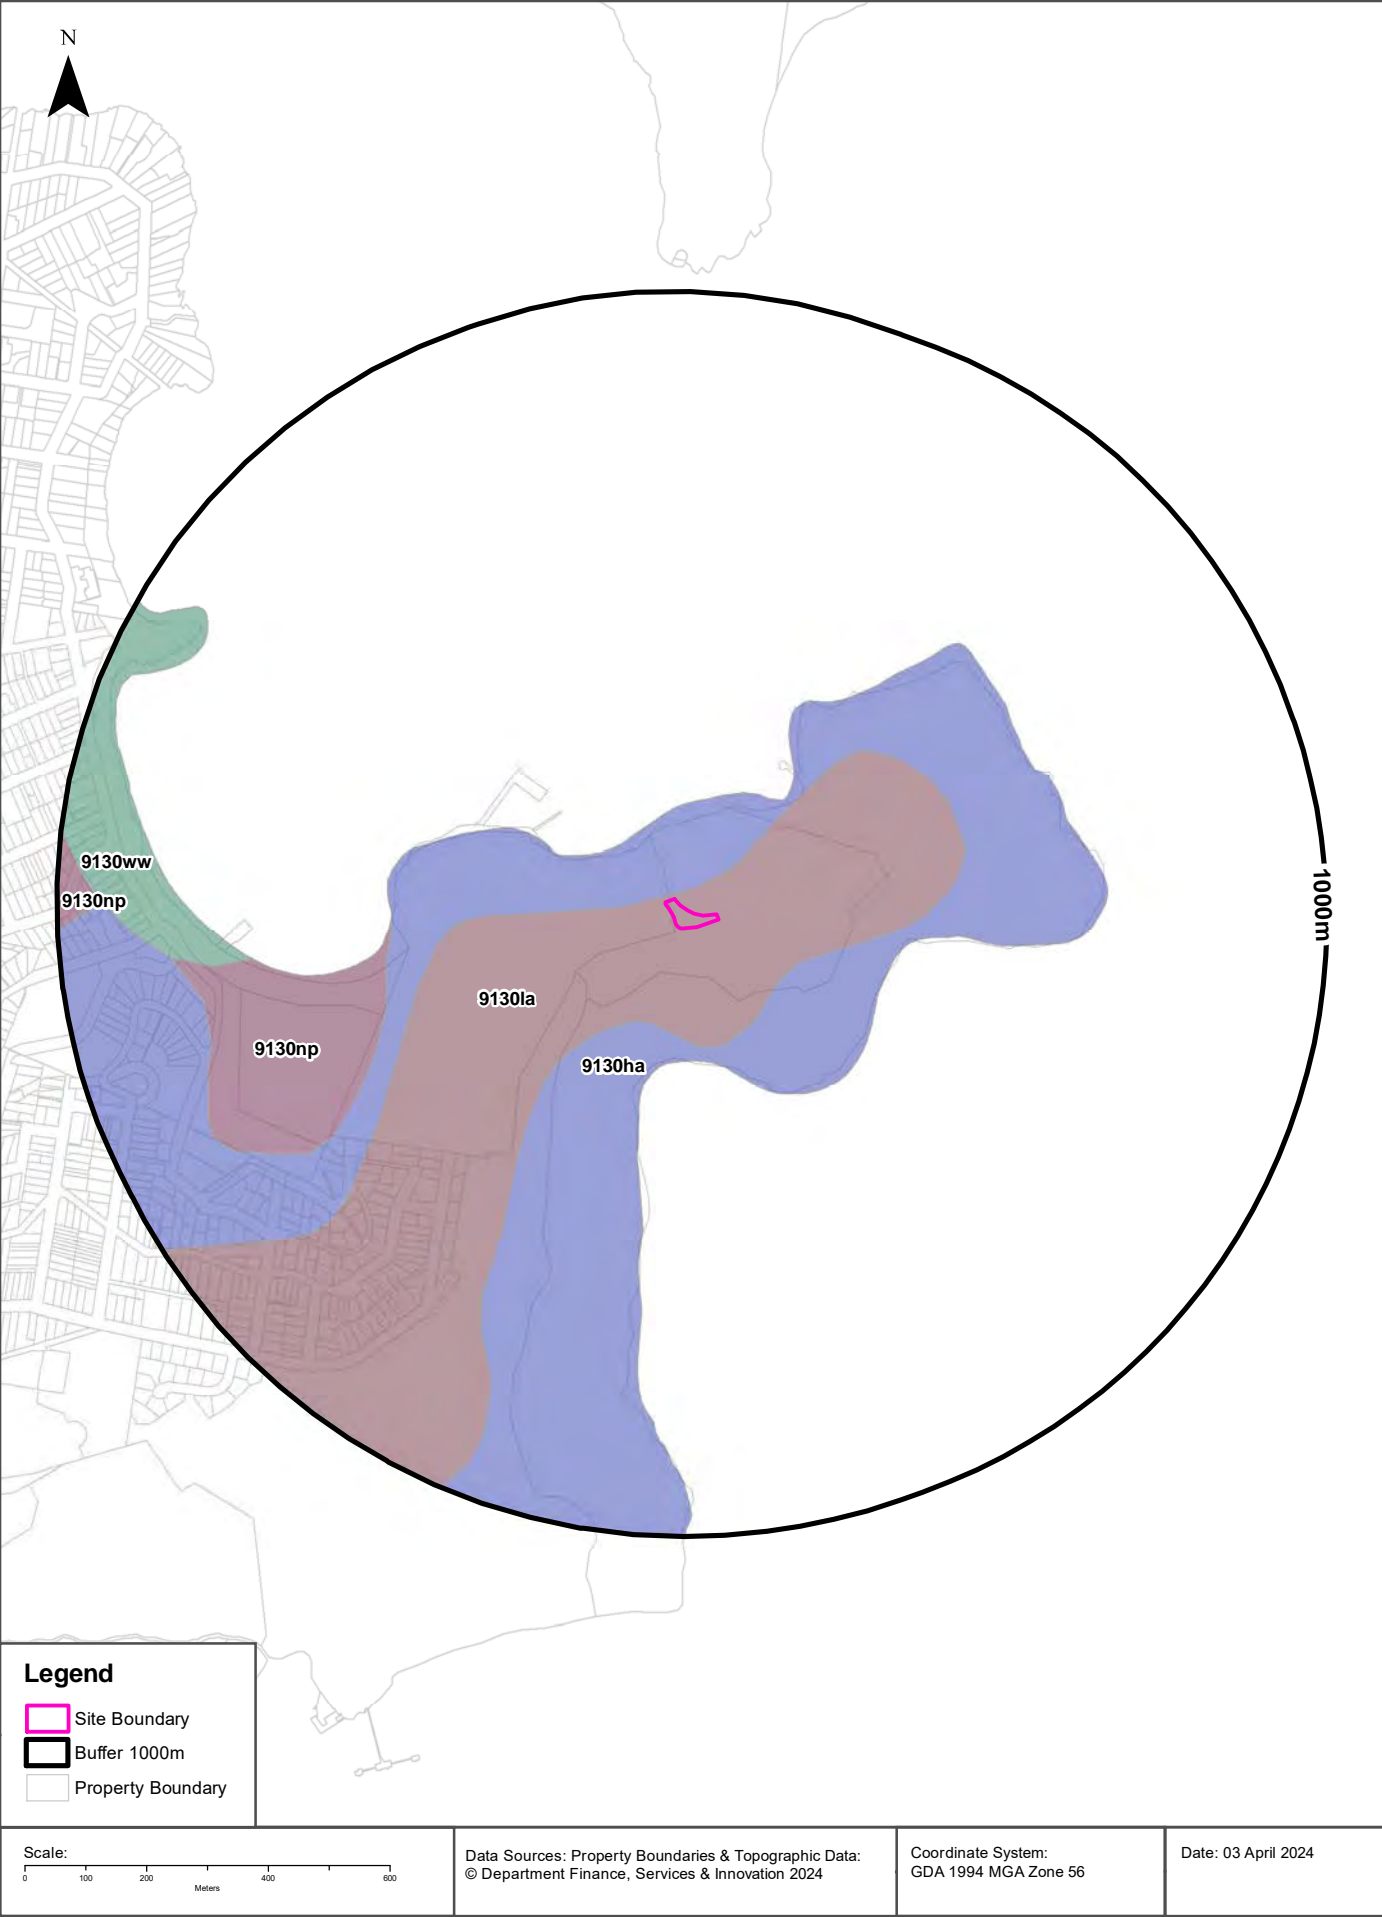 N
1000m
9130ww
9130np
9130la
9130np
9130ha
Legend
Site Boundary
Buffer 1000m
Property Boundary
Scale:
0 100 200 400 600
Meters
Data Sources: Property Boundaries & Topographic Data:
© Department Finance, Services & Innovation 2024
Coordinate System:
GDA 1994 MGA Zone 56
Date: 03 April 2024